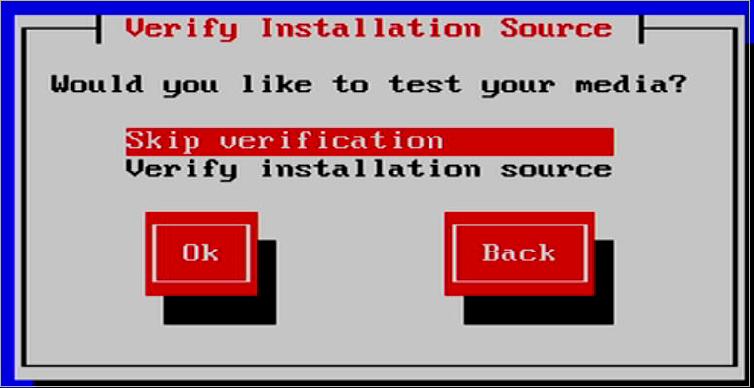 Verify Installation Source
Would you like to test your media?
Skip verification
Verify installation source
Ok Back